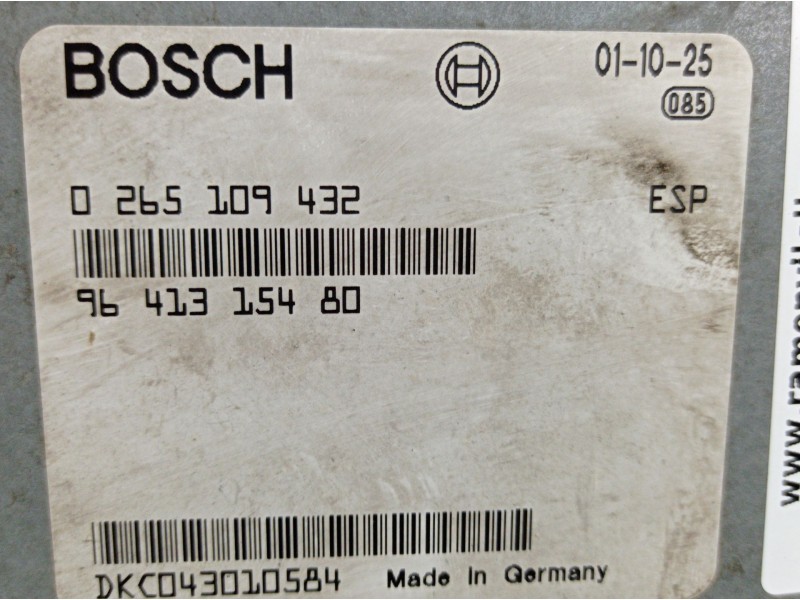 BOSCH 01-10-25
085
0 265 109 432 ESP
96 413 154 80
DKC043010584 Made In Germany